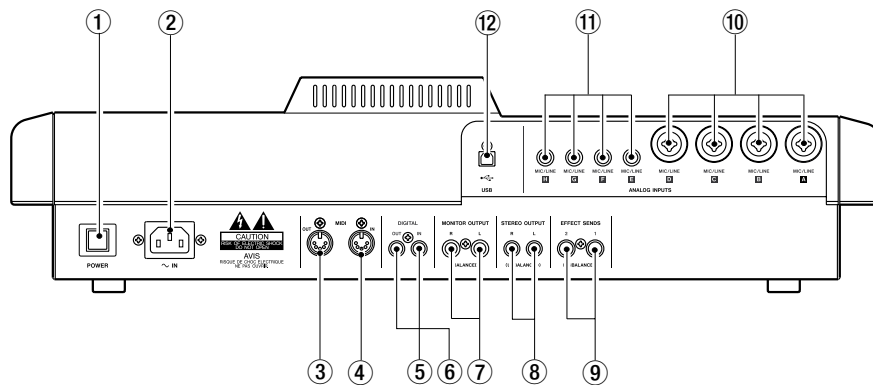 ① ② ⑫ ⑪ ⑩
MIC/LINE MIC/LINE MIC/LINE MIC/LINE MIC/LINE MIC/LINE MIC/LINE MIC/LINE
H G F E D C B A
USB
ANALOG INPUTS
POWER
∼ IN
CAUTION
RISK OF ELECTRIC SHOCK
DO NOT OPEN
AVIS
RISQUE DE CHOC ELECTRIQUE
NE PAS OUVRIR.
MIDI
OUT IN
DIGITAL
OUT IN
MONITOR OUTPUT
R L
STEREO OUTPUT
R L
EFFECT SENDS
2 1
③ ④ ⑤ ⑥ ⑦ ⑧ ⑨